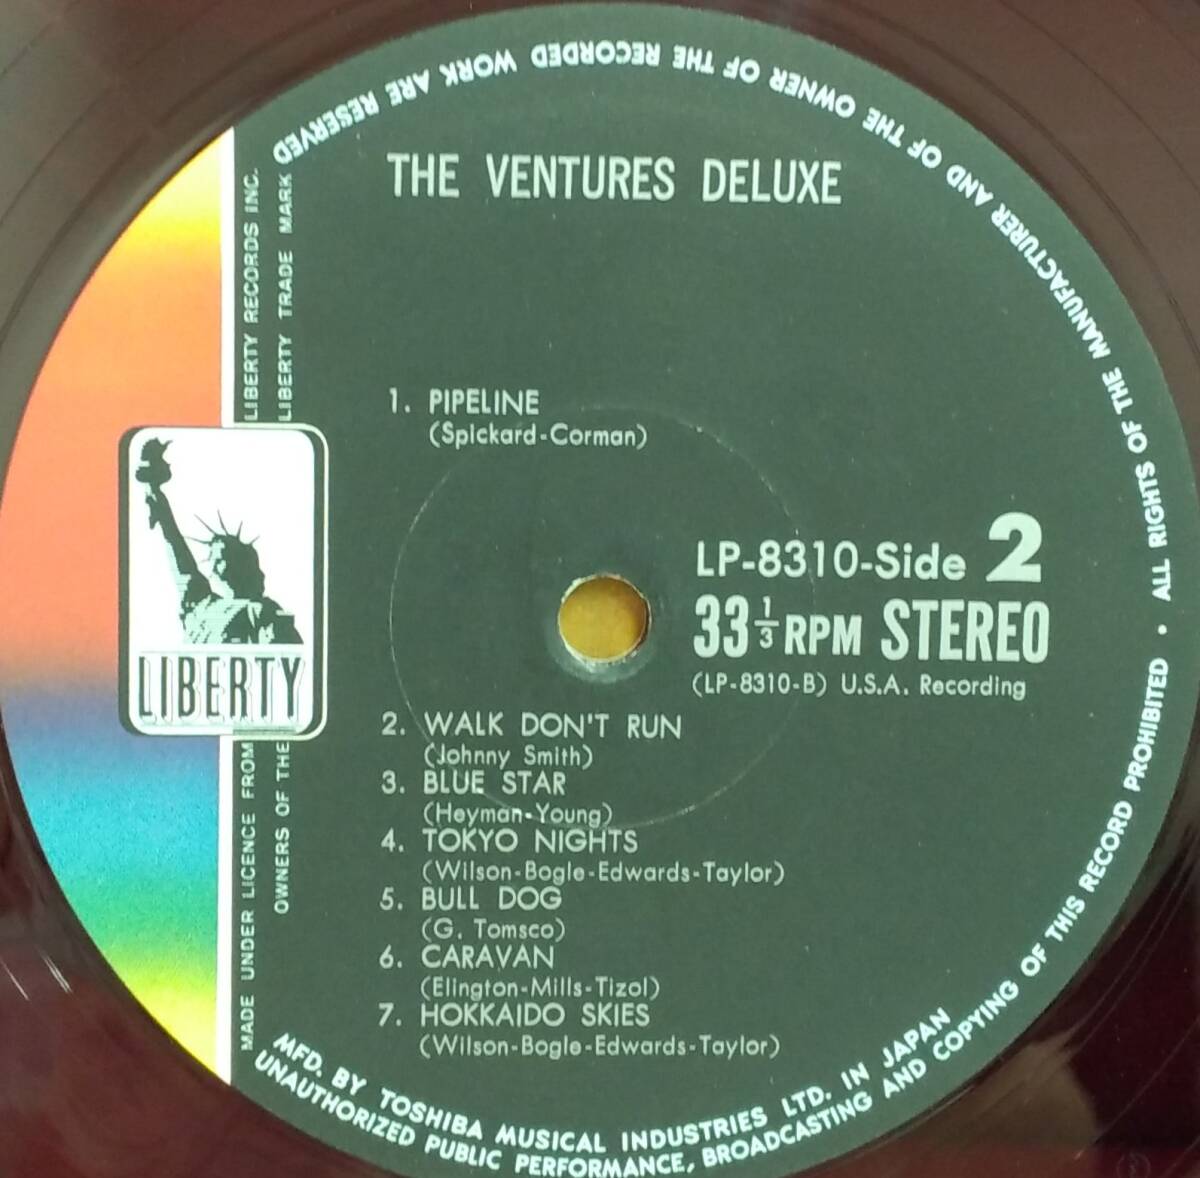 THE VENTURES DELUXE
1. PIPELINE
(Spickard-Corman)
LP-8310-Side 2
33 1/3 RPM STEREO
(LP-8310-B) U.S.A. Recording
2. WALK DON'T RUN
(Johnny Smith)
3. BLUE STAR
(Heyman-Young)
4. TOKYO NIGHTS
(Wilson-Bogle-Edwards-Taylor)
5. BULL DOG
(G. Tomsco)
6. CARAVAN
(Elington-Mills-Tizol)
7. HOKKAIDO SKIES
(Wilson-Bogle-Edwards-Taylor)
LIBERTY
MADE UNDER LICENCE FROM LIBERTY RECORDS INC.
OWNERS OF THE LIBERTY TRADE MARK
MFD. BY TOSHIBA MUSICAL INDUSTRIES LTD. IN JAPAN
UNAUTHORIZED PUBLIC PERFORMANCE, BROADCASTING AND COPYING OF THIS RECORD PROHIBITED • ALL RIGHTS OF THE MANUFACTURER AND OF THE OWNER OF THE RECORDED WORK ARE RESERVED